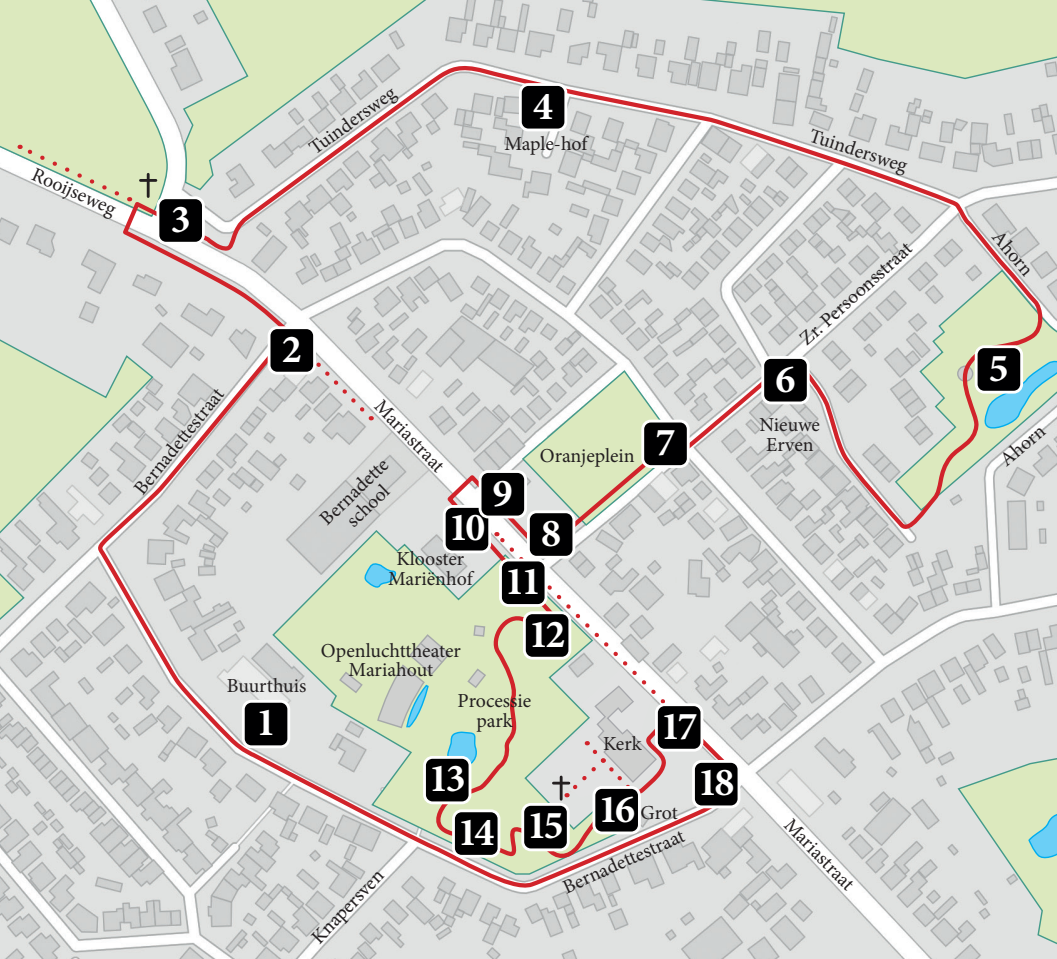 4
Tuindersweg
Maple-hof
Tuindersweg
Rooijseweg
3
Ahorn
Zr. Persoonsstraat
2
5
6
Bernadettestraat
Mariastraat
Nieuwe
Erven
7
Oranjeplein
Ahorn
Bernadette
school
9
10
8
Klooster
Mariënhof
11
12
Openluchttheater
Mariahout
Buurthuis
1
Processie
park
17
Kerk
13
18
16
Grot
15
14
Bernadettestraat
Mariastraat
Knapersven